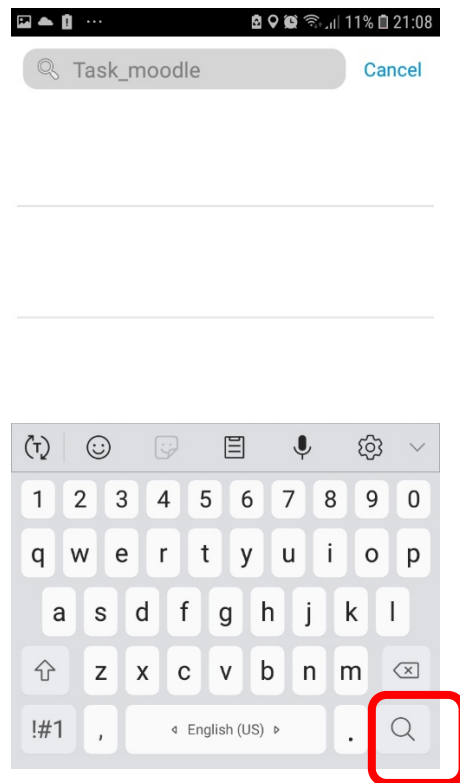 ... 11% 21:08
Task_moodle Cancel
T
1 2 3 4 5 6 7 8 9 0
q w e r t y u i o p
a s d f g h j k l
z x c v b n m
!#1 , English (US) .